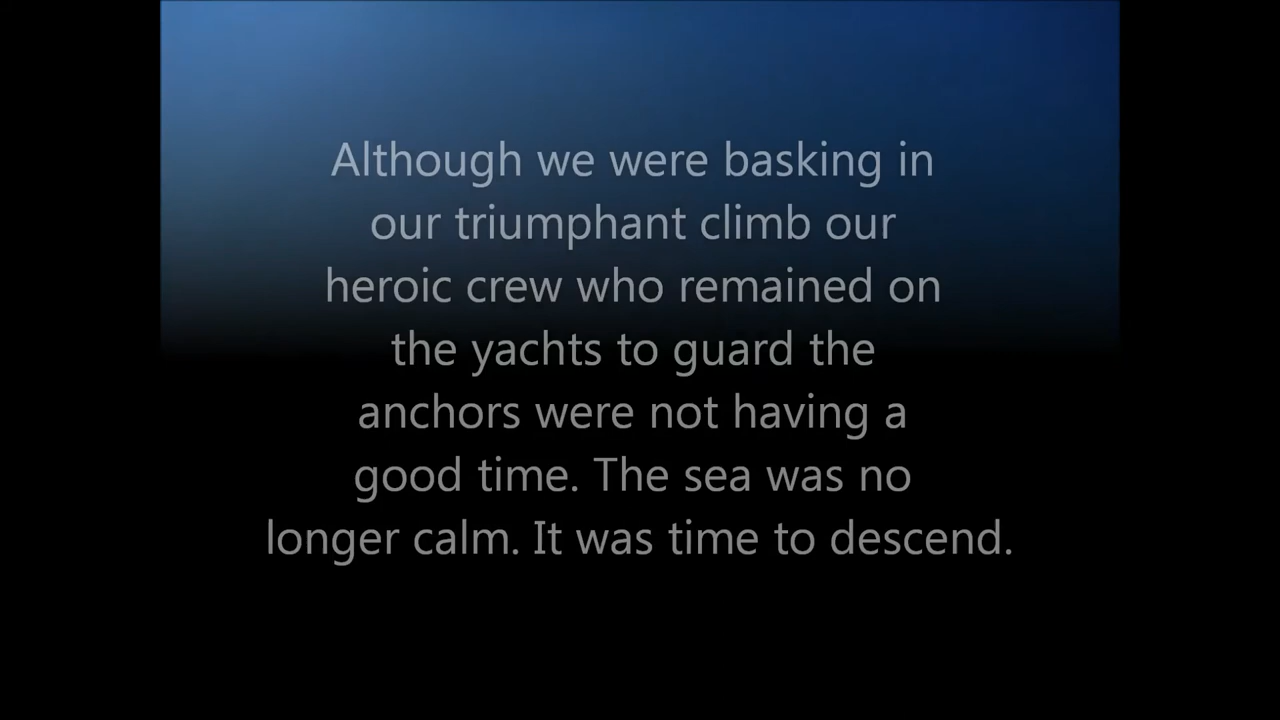 Although we were basking in
our triumphant climb our
heroic crew who remained on
the yachts to guard the
anchors were not having a
good time. The sea was no
longer calm. It was time to descend.